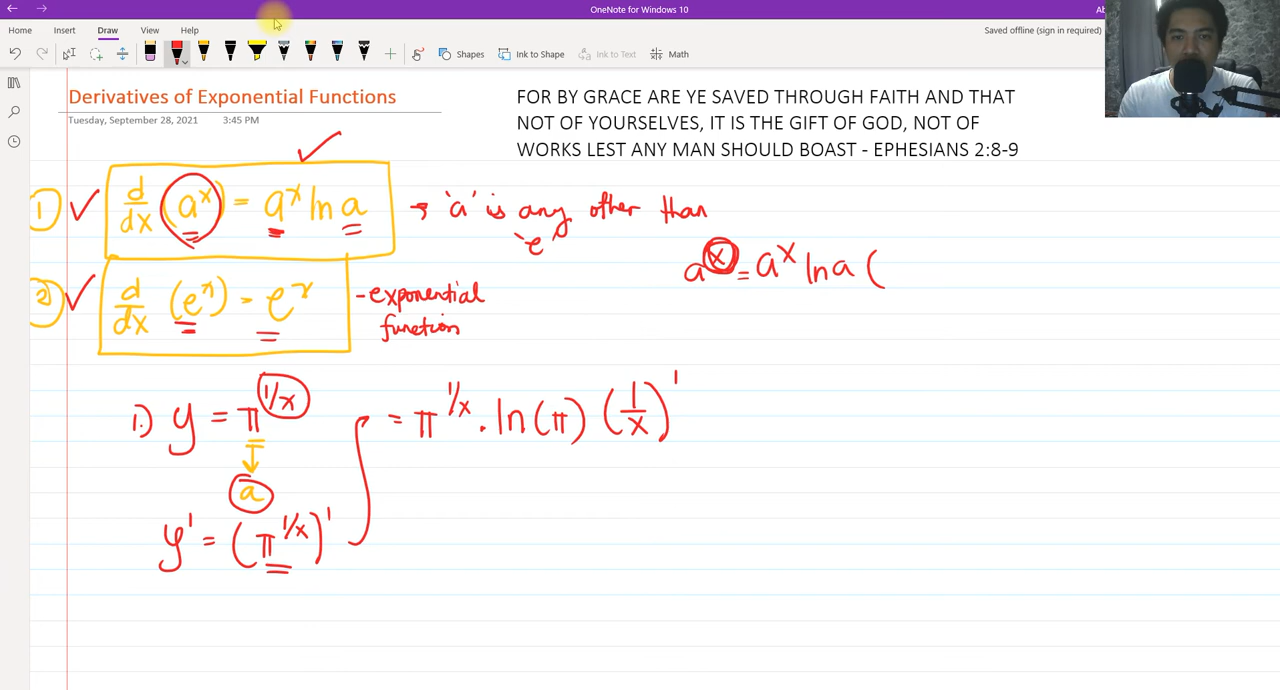 OneNote for Windows 10
Home Insert Draw View Help
Saved offline (sign in required)
Shapes Ink to Shape Ink to Text Math
Derivatives of Exponential Functions
Tuesday, September 28, 2021 3:45 PM
FOR BY GRACE ARE YE SAVED THROUGH FAITH AND THAT
NOT OF YOURSELVES, IT IS THE GIFT OF GOD, NOT OF
WORKS LEST ANY MAN SHOULD BOAST - EPHESIANS 2:8-9
1) d/dx (a^x) = a^x ln a → 'a' is any other than
'e'
a^x = a^x ln a (
2) d/dx (e^x) = e^x - exponential
function
1.) y = π^(1/x)
a
y' = (π^(1/x))'
= π^(1/x) . ln(π) (1/x)'